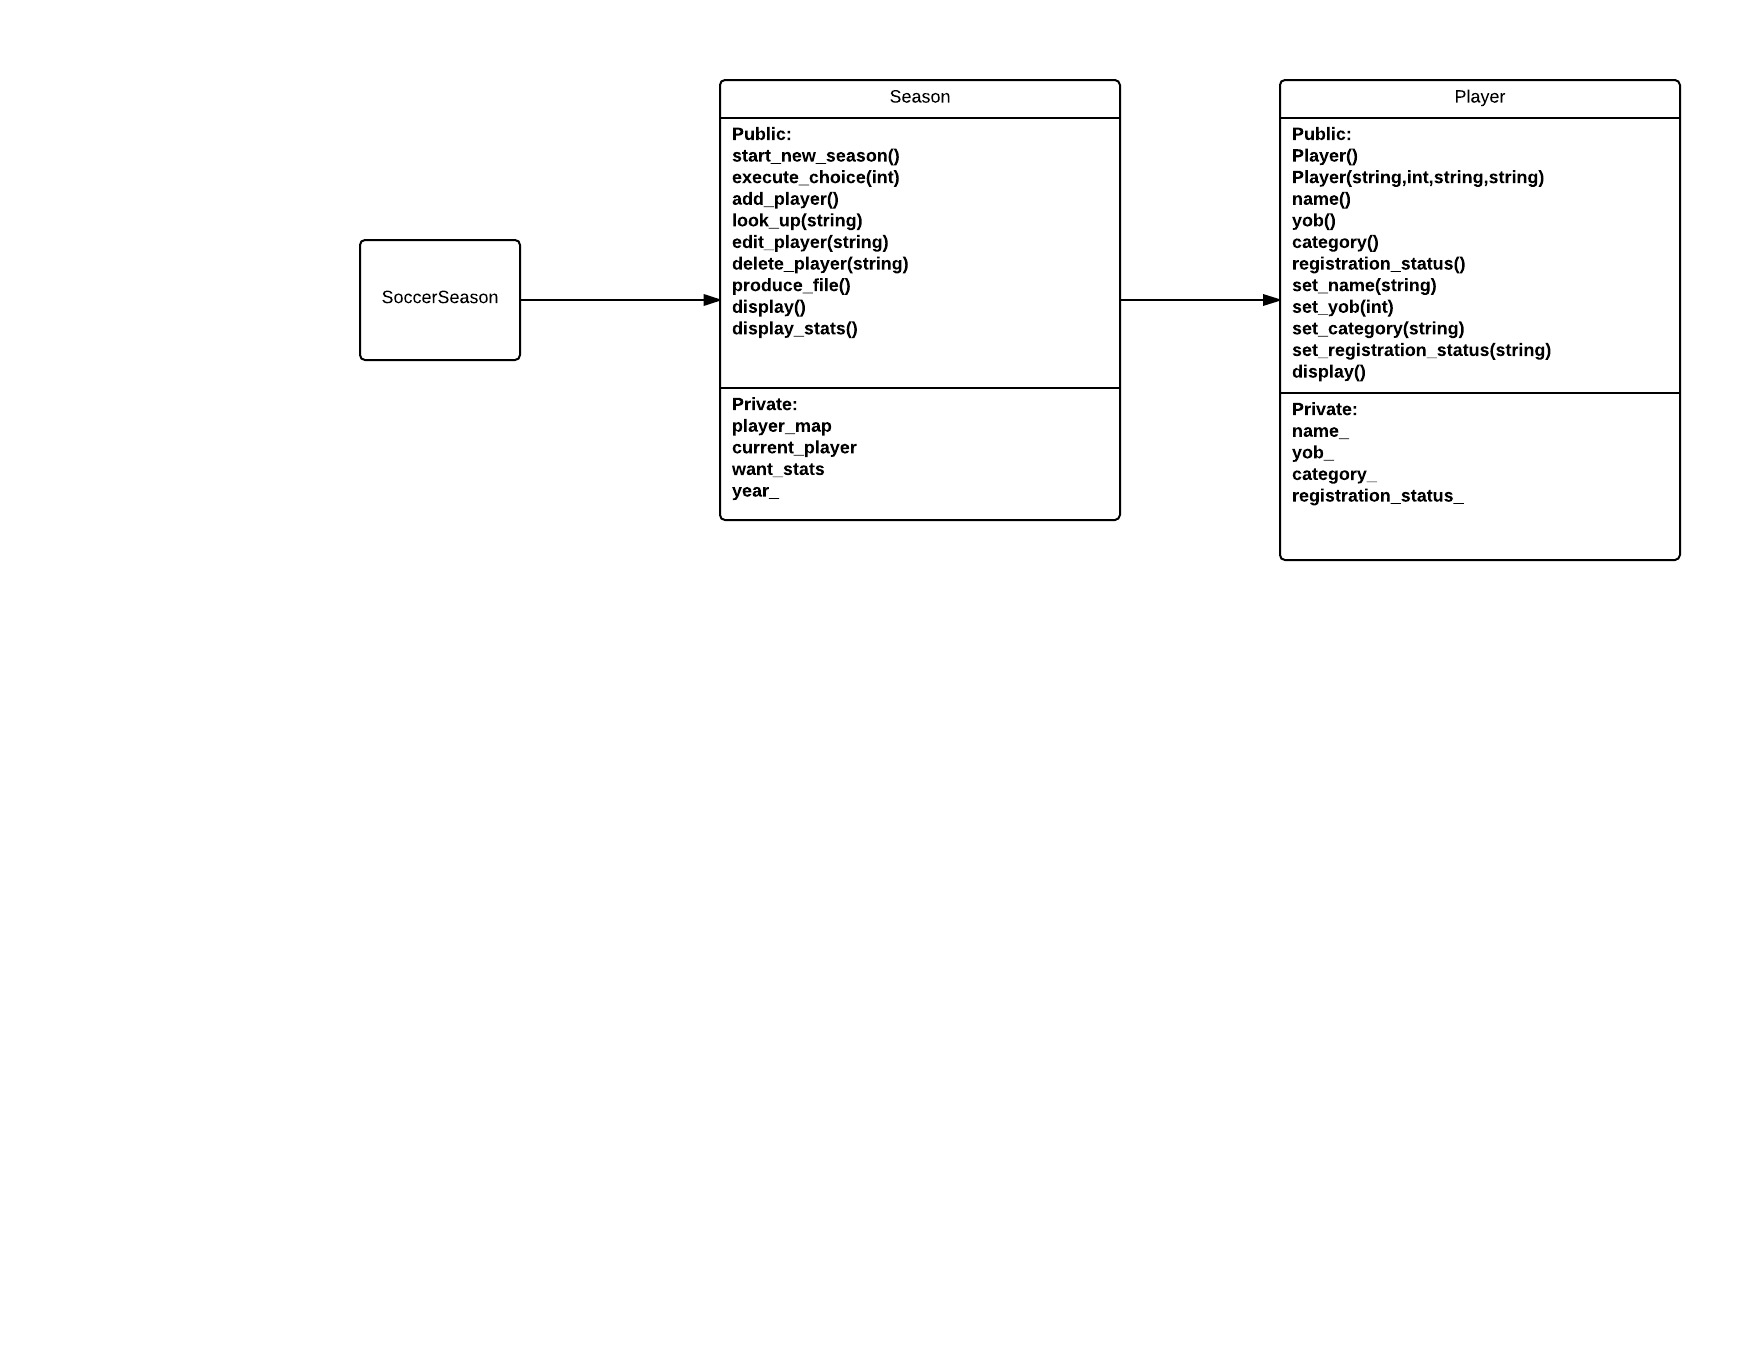 SoccerSeason
Season
Public:
start_new_season()
execute_choice(int)
add_player()
look_up(string)
edit_player(string)
delete_player(string)
produce_file()
display()
display_stats()
Private:
player_map
current_player
want_stats
year_
Player
Public:
Player()
Player(string,int,string,string)
name()
yob()
category()
registration_status()
set_name(string)
set_yob(int)
set_category(string)
set_registration_status(string)
display()
Private:
name_
yob_
category_
registration_status_